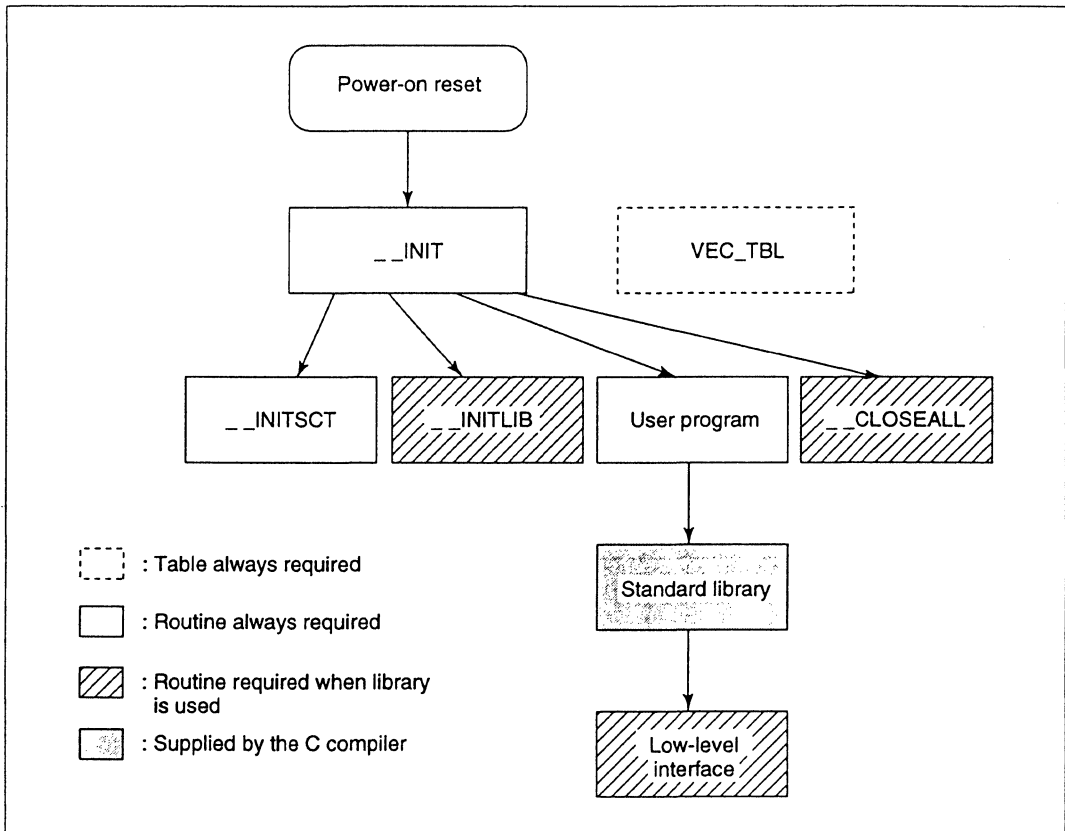 Power-on reset
_ _INIT
VEC_TBL
_ _INITSCT
_ _INITLIB
User program
_ _CLOSEALL
Standard library
Low-level
interface
: Table always required
: Routine always required
: Routine required when library
is used
: Supplied by the C compiler